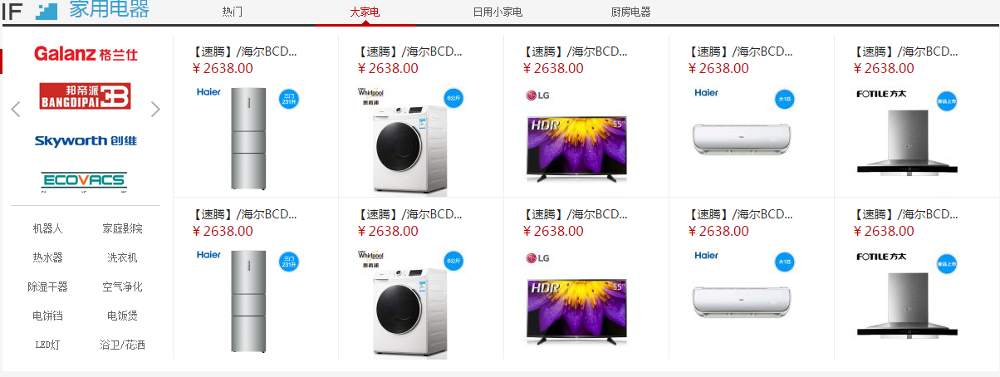 IF 家用电器 热门 大家电 日用小家电 厨房电器
Galanz 格兰仕
邦帝派
BANGDIPAI
Skyworth 创维
ECOVACS
机器人 家庭影院
热水器 洗衣机
除湿干器 空气净化
电饼铛 电饭煲
LED灯 浴卫/花洒
【速腾】/海尔BCD... 【速腾】/海尔BCD... 【速腾】/海尔BCD... 【速腾】/海尔BCD... 【速腾】/海尔BCD...
￥2638.00 ￥2638.00 ￥2638.00 ￥2638.00 ￥2638.00
Haier 三门 231升
Whirlpool 惠而浦 6公斤
LG HDR 55"
Haier 大1匹
FOTILE 方太 新品上市
【速腾】/海尔BCD... 【速腾】/海尔BCD... 【速腾】/海尔BCD... 【速腾】/海尔BCD... 【速腾】/海尔BCD...
￥2638.00 ￥2638.00 ￥2638.00 ￥2638.00 ￥2638.00
Haier 三门 231升
Whirlpool 惠而浦 6公斤
LG HDR 55"
Haier 大1匹
FOTILE 方太 新品上市